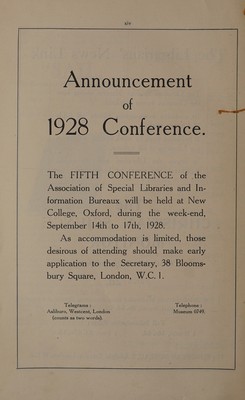 Announcement
of
1928 Conference.
The FIFTH CONFERENCE of the
Association of Special Libraries and In-
formation Bureaux will be held at New
College, Oxford, during the week-end,
September 14th to 17th, 1928.
As accommodation is limited, those
desirous of attending should make early
application to the Secretary, 38 Blooms-
bury Square, London, W.C. 1.
Telegrams :
Telephone :
Asliburo, Westcent, London
Museum
(counts as two words)